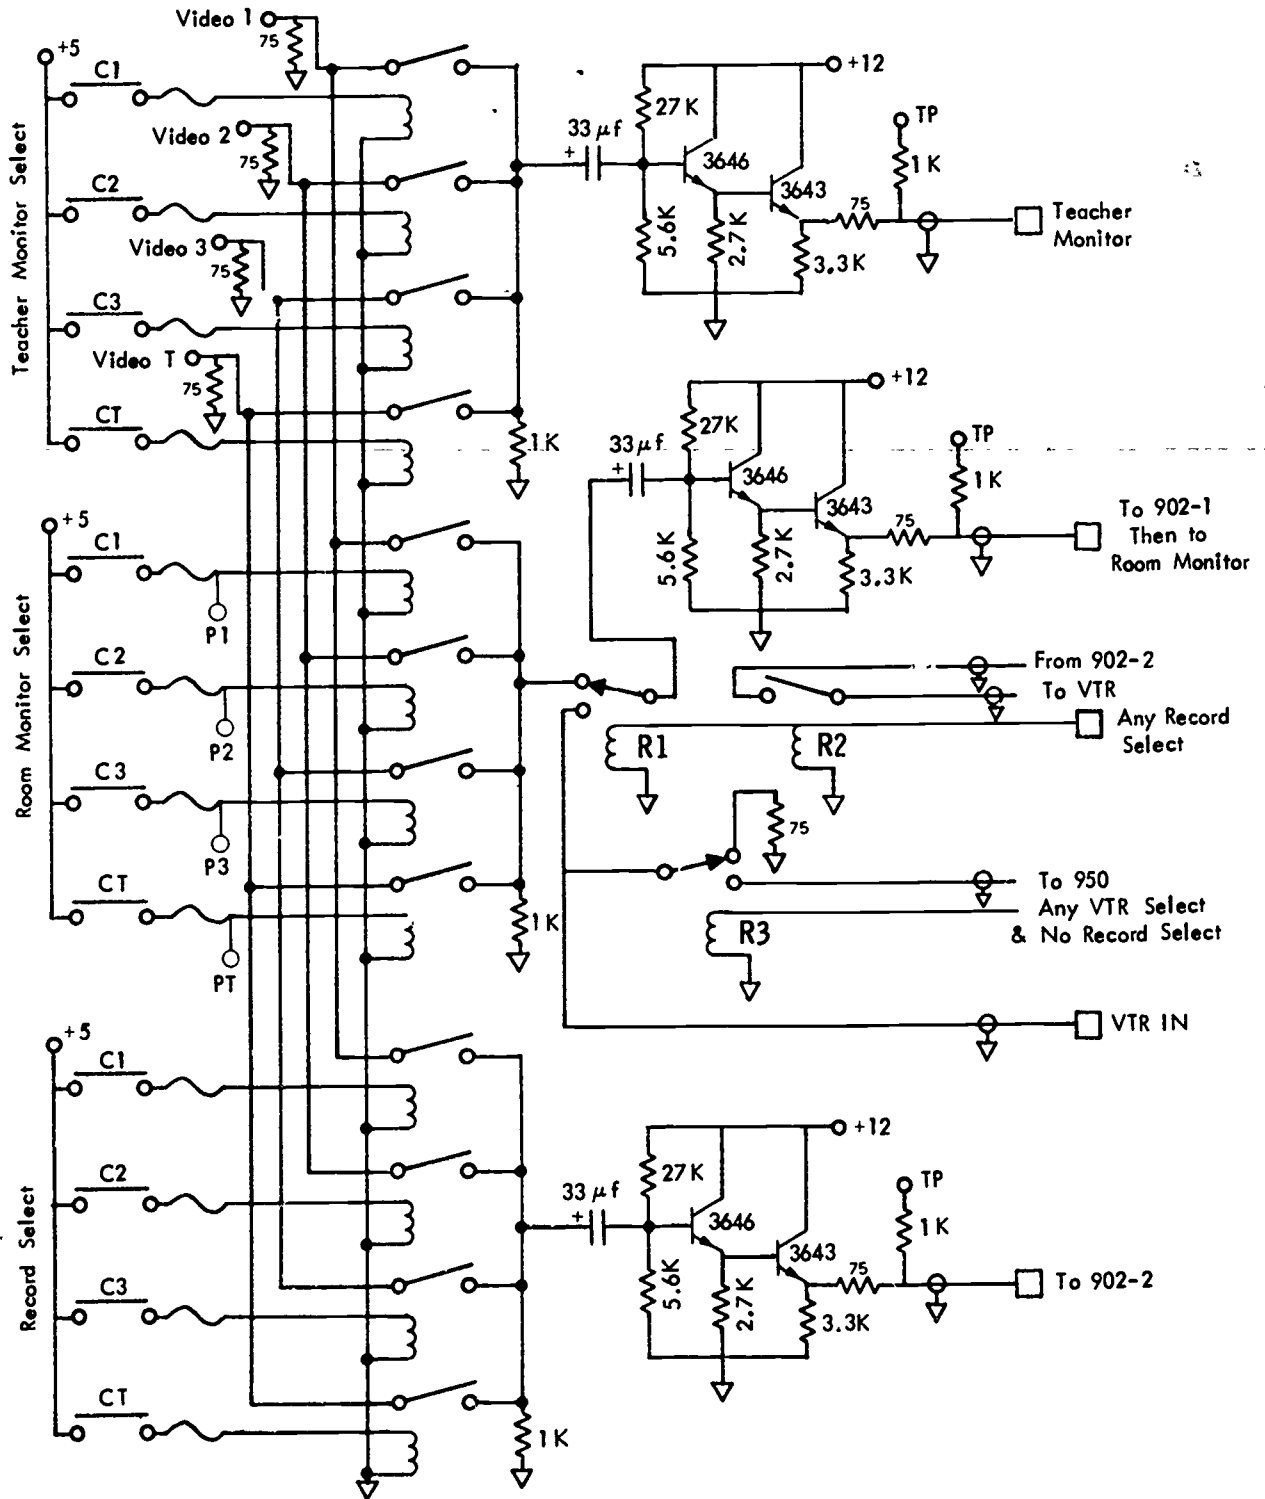 Teacher Monitor Select
+5
C1
C2
C3
CT
Video 1
75
Video 2
75
Video 3
75
Video T
75
1K
33 μf
+
27K
5.6K
3646
2.7K
3643
3.3K
+12
75
TP
1K
Teacher
Monitor
Room Monitor Select
+5
C1
P1
C2
P2
C3
P3
CT
PT
1K
33 μf
+
27K
5.6K
3646
2.7K
3643
3.3K
+12
75
TP
1K
To 902-1
Then to
Room Monitor
From 902-2
To VTR
Any Record
Select
R1
R2
75
To 950
Any VTR Select
& No Record Select
R3
VTR IN
Record Select
+5
C1
C2
C3
CT
1K
33 μf
+
27K
5.6K
3646
2.7K
3643
3.3K
+12
75
TP
1K
To 902-2